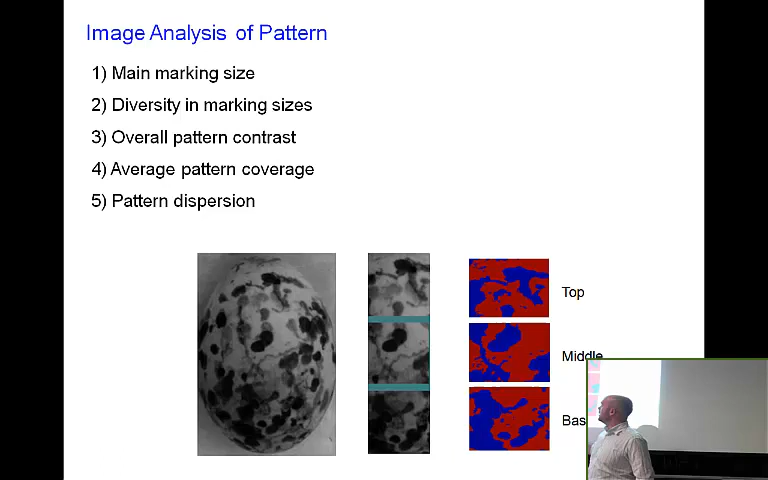 Image Analysis of Pattern
1) Main marking size
2) Diversity in marking sizes
3) Overall pattern contrast
4) Average pattern coverage
5) Pattern dispersion
Top
Middle
Bas